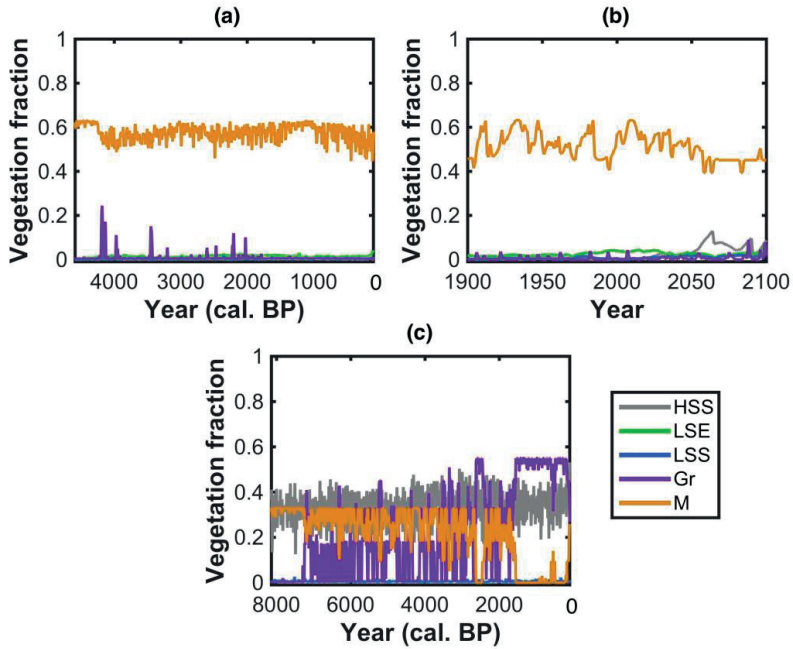 (a)
(b)
1
0.8
0.6
0.4
0.2
0
Vegetation fraction
4000 3000 2000 1000 0
Year (cal. BP)
1
0.8
0.6
0.4
0.2
0
Vegetation fraction
1900 1950 2000 2050 2100
Year
(c)
1
0.8
0.6
0.4
0.2
0
Vegetation fraction
8000 6000 4000 2000 0
Year (cal. BP)
HSS
LSE
LSS
Gr
M